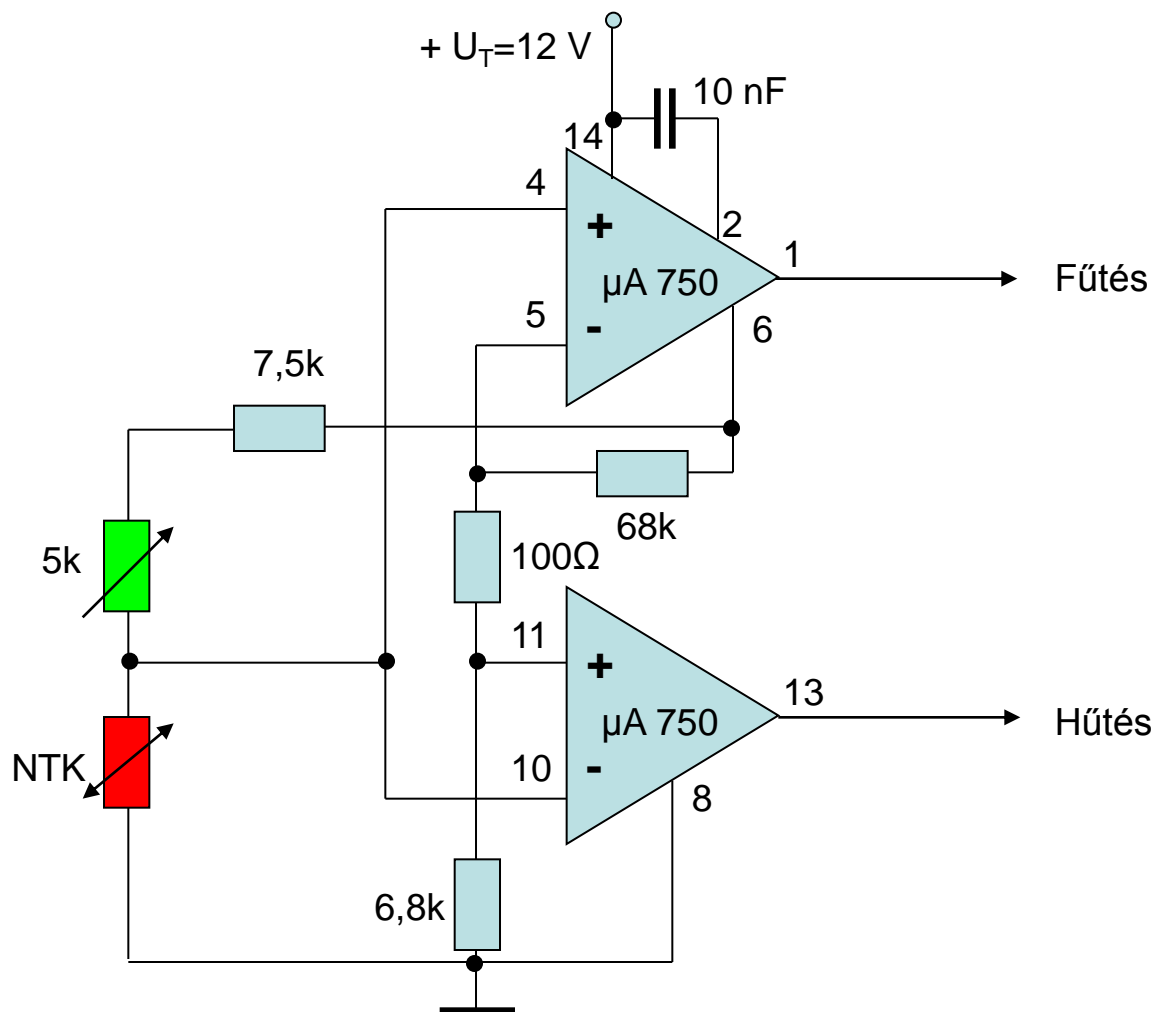 + U_T=12 V
10 nF
14
4
+
2
µA 750
1
Fűtés
5
-
6
7,5k
68k
5k
100Ω
11
+
13
µA 750
Hűtés
NTK
10
-
8
6,8k